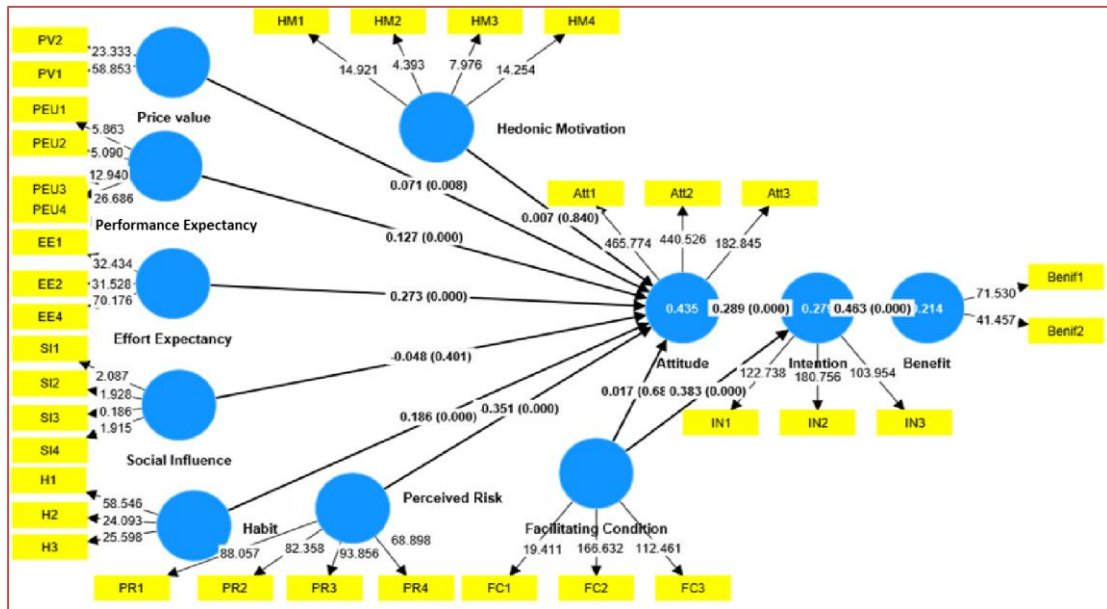 HM1
HM2
HM3
HM4
PV2
PV1
23.333
58.853
Price value
14.921
4.393
7.976
14.254
Hedonic Motivation
PEU1
PEU2
PEU3
PEU4
5.863
5.090
12.940
26.686
Performance Expectancy
0.071 (0.008)
0.127 (0.000)
0.007 (0.840)
Att1
Att2
Att3
465.774
440.526
182.845
EE1
EE2
EE4
32.434
31.528
70.176
Effort Expectancy
0.273 (0.000)
0.435
Attitude
0.289 (0.000)
Intention
0.463 (0.000)
0.214
Benefit
71.530
41.457
Benif1
Benif2
SI1
SI2
SI3
SI4
2.087
1.928
0.186
1.915
Social Influence
-0.048 (0.401)
0.186 (0.000)
0.351 (0.000)
0.017 (0.68
0.383 (0.000)
122.738
180.756
103.954
IN1
IN2
IN3
H1
H2
H3
58.546
24.093
25.598
Habit
Perceived Risk
88.057
82.358
93.856
68.898
PR1
PR2
PR3
PR4
Facilitating Condition
19.411
166.632
112.461
FC1
FC2
FC3